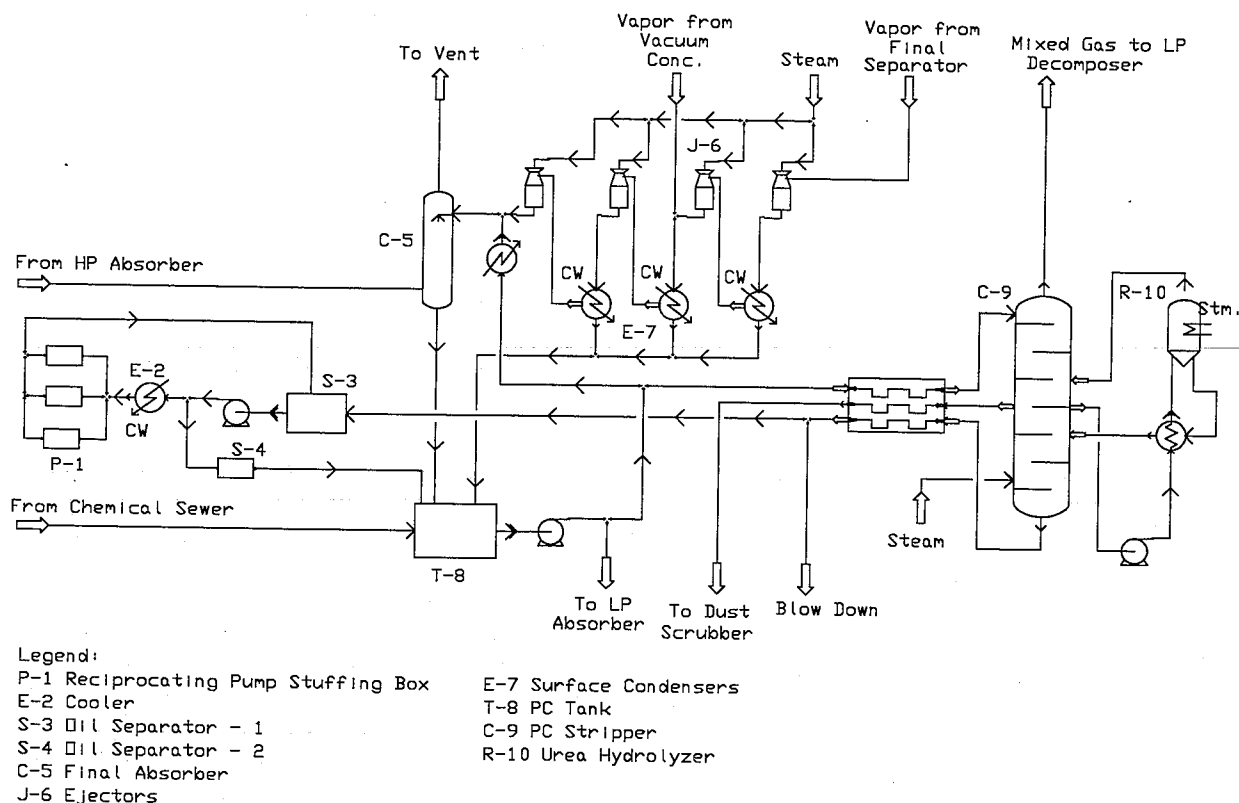 Vapor from
Vacuum
Conc.
Vapor from
Final
Separator
Mixed Gas to LP
Decomposer
To Vent
Steam
J-6
C-5
From HP Absorber
CW
CW
CW
E-7
C-9
R-10
Stm.
E-2
CW
S-3
P-1
S-4
From Chemical Sewer
T-8
Steam
To LP
Absorber
To Dust
Scrubber
Blow Down
Legend:
P-1 Reciprocating Pump Stuffing Box
E-2 Cooler
S-3 Oil Separator - 1
S-4 Oil Separator - 2
C-5 Final Absorber
J-6 Ejectors
E-7 Surface Condensers
T-8 PC Tank
C-9 PC Stripper
R-10 Urea Hydrolyzer